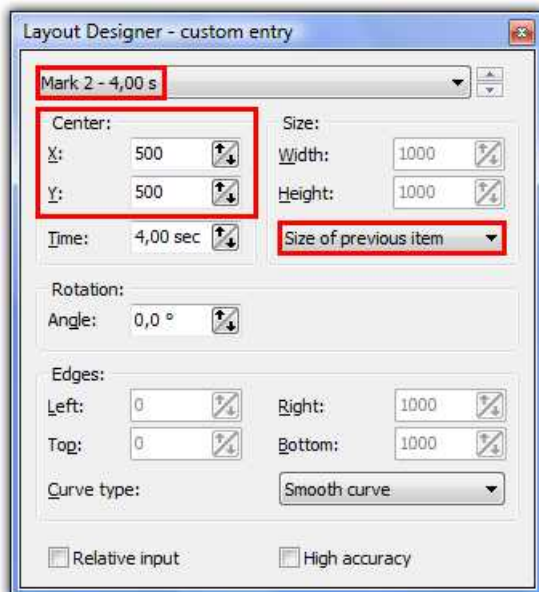 Layout Designer - custom entry
Mark 2 - 4,00 s
Center:
X: 500
Y: 500
Time: 4,00 sec
Size:
Width: 1000
Height: 1000
Size of previous item
Rotation:
Angle: 0,0 °
Edges:
Left: 0 Right: 1000
Top: 0 Bottom: 1000
Curve type: Smooth curve
Relative input High accuracy